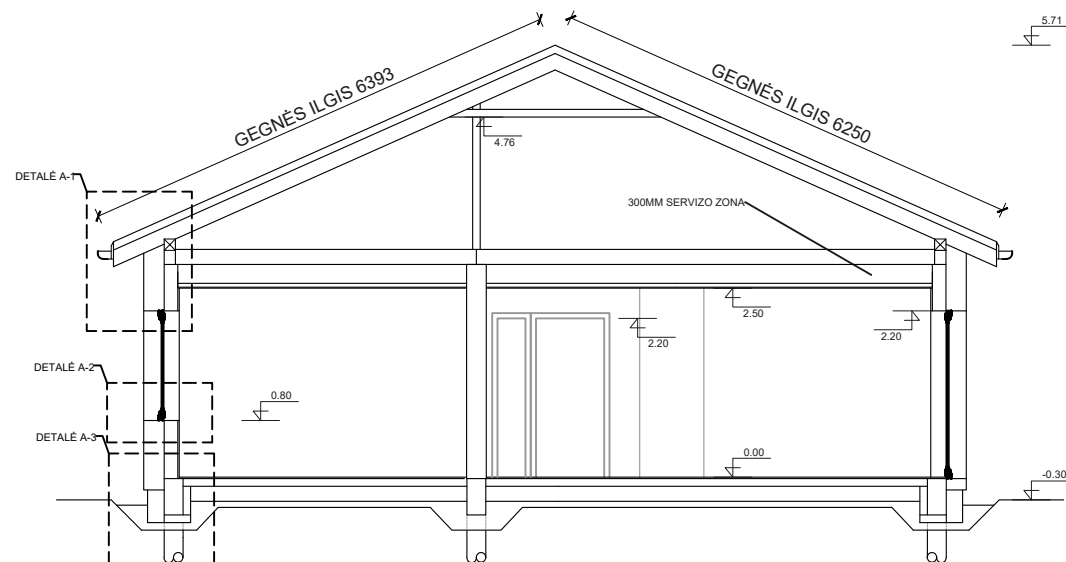 5.71
GEGNĖS ILGIS 6393
GEGNĖS ILGIS 6250
4.76
DETALĖ A-1
300MM SERVIZO ZONA
2.50
2.20
2.20
DETALĖ A-2
0.80
DETALĖ A-3
0.00
-0.30